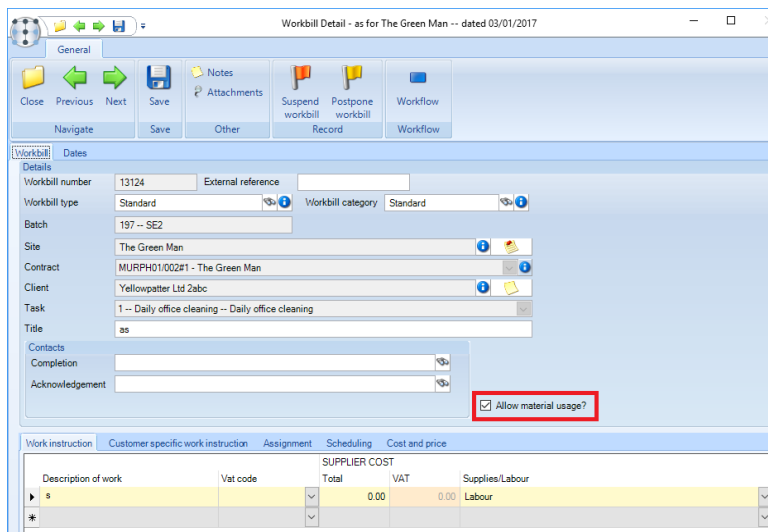 Workbill Detail - as for The Green Man -- dated 03/01/2017
General
Close Previous Next Save Notes Attachments Suspend workbill Postpone workbill Workflow
Navigate Save Other Record Workflow
Workbill Dates
Details
Workbill number 13124 External reference
Workbill type Standard Workbill category Standard
Batch 197 -- SE2
Site The Green Man
Contract MURPH01/002#1 - The Green Man
Client Yellowpatter Ltd 2abc
Task 1 -- Daily office cleaning -- Daily office cleaning
Title as
Contacts
Completion
Acknowledgement
Allow material usage?
Work instruction Customer specific work instruction Assignment Scheduling Cost and price
SUPPLIER COST
Description of work Vat code Total VAT Supplies/Labour
s 0.00 0.00 Labour